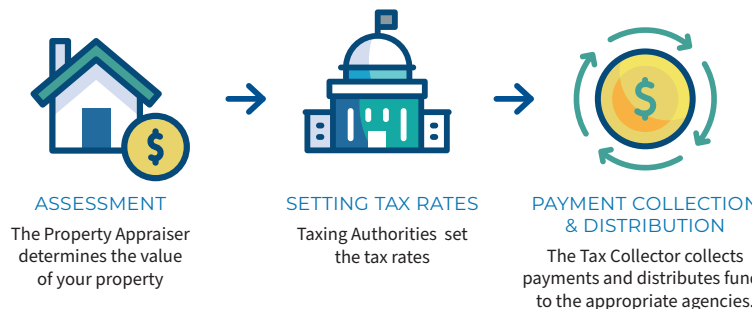 ASSESSMENT
The Property Appraiser
determines the value
of your property
SETTING TAX RATES
Taxing Authorities set
the tax rates
PAYMENT COLLECTION
& DISTRIBUTION
The Tax Collector collects
payments and distributes
to the appropriate agencies.